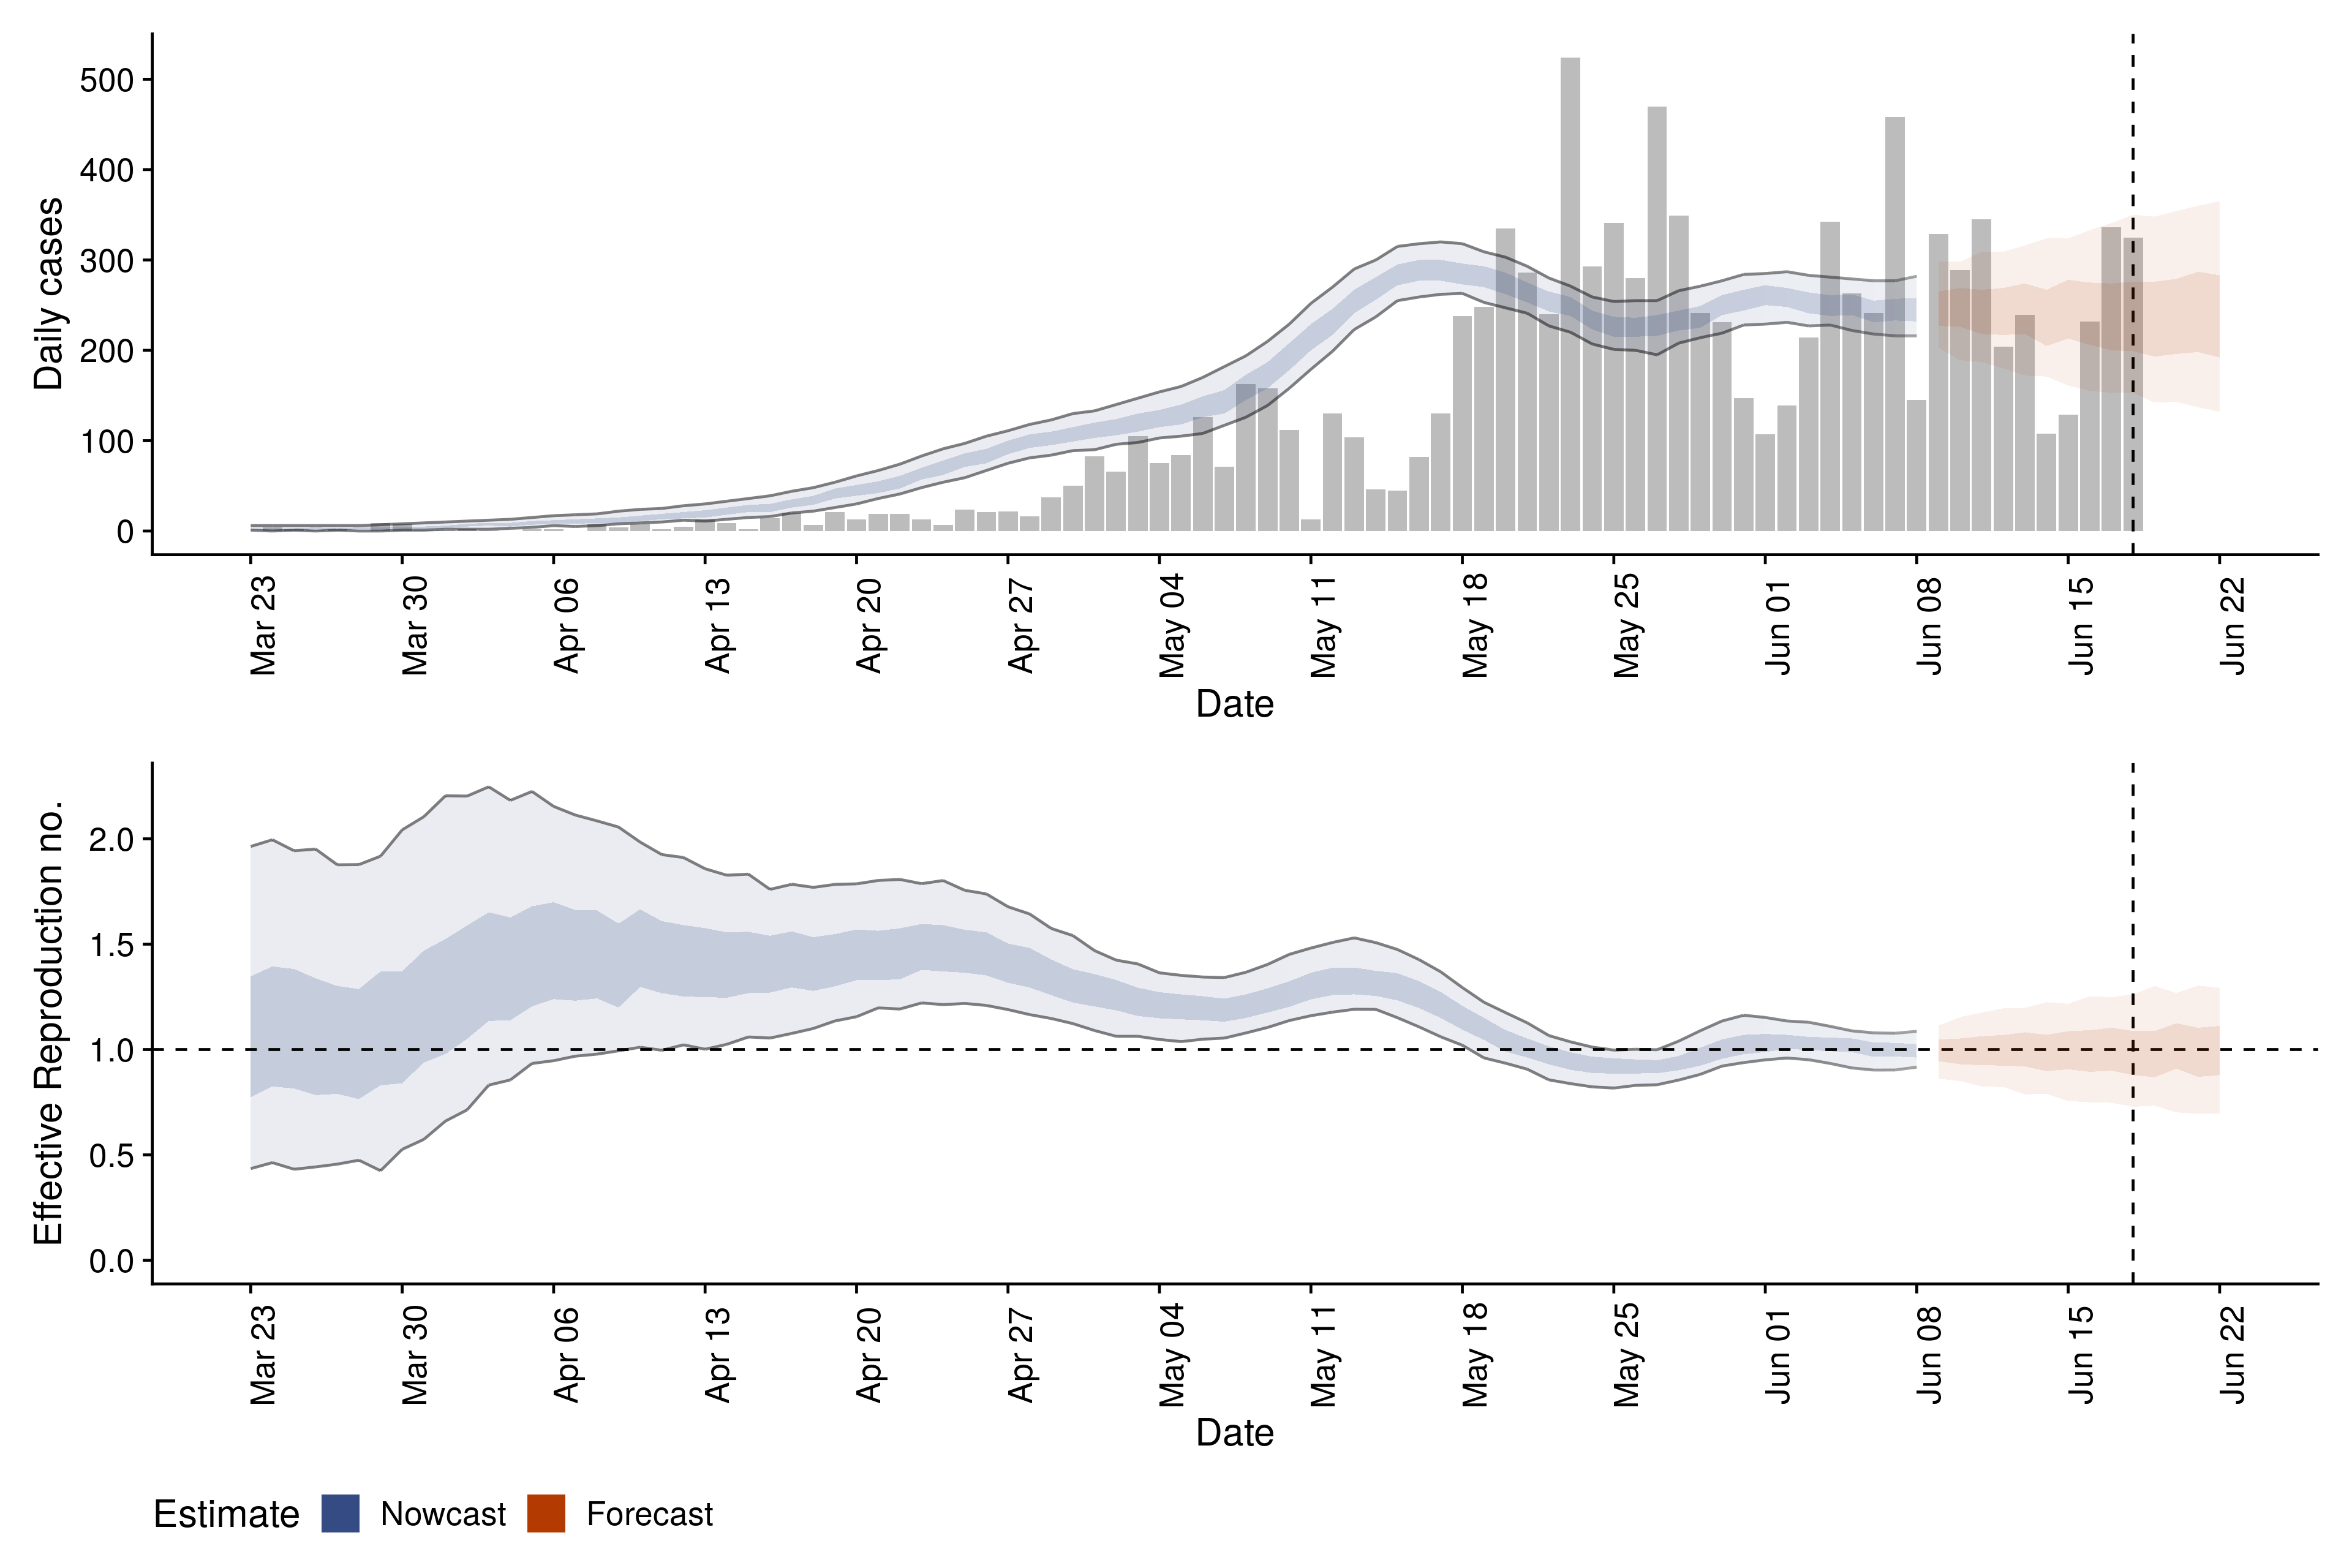 500
400
300
200
100
0
Daily cases
Mar 23 Mar 30 Apr 06 Apr 13 Apr 20 Apr 27 May 04 May 11 May 18 May 25 Jun 01 Jun 08 Jun 15 Jun 22
Date
2.0
1.5
1.0
0.5
0.0
Effective Reproduction no.
Mar 23 Mar 30 Apr 06 Apr 13 Apr 20 Apr 27 May 04 May 11 May 18 May 25 Jun 01 Jun 08 Jun 15 Jun 22
Date
Estimate Nowcast Forecast